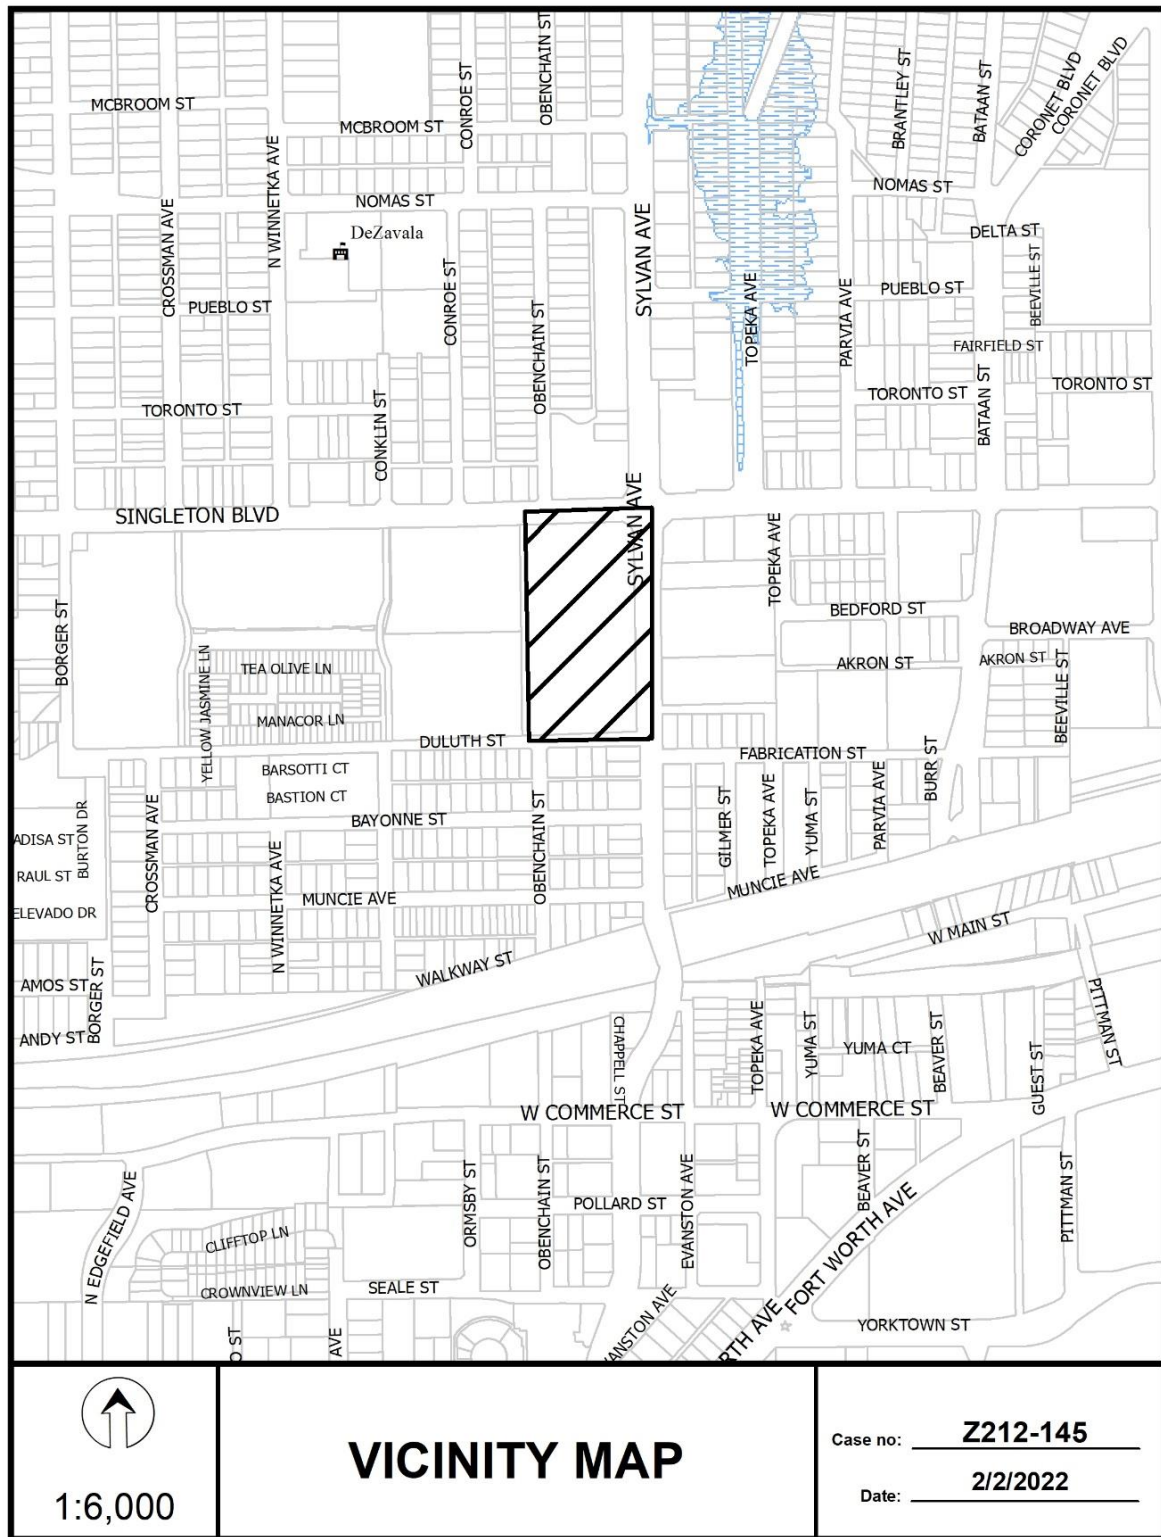 OBENCHAIN ST
CONROE ST
BRANTLEY ST
BATAAN ST
CORONET BLVD
CORONET BLVD
MCBROOM ST
MCBROOM ST
N WINNETKA AVE
NOMAS ST
NOMAS ST
CROSSMAN AVE
DeZavala
SYLVAN AVE
DELTA ST
BEEVILLE ST
CONROE ST
PUEBLO ST
PUEBLO ST
TOPEKA AVE
PARVIA AVE
OBENCHAIN ST
FAIRFIELD ST
TORONTO ST
TORONTO ST
TORONTO ST
BATAAN ST
CONKLIN ST
SINGLETON BLVD
SYLVAN AVE
TOPEKA AVE
BEDFORD ST
BROADWAY AVE
BORGER ST
TEA OLIVE LN
AKRON ST
AKRON ST
YELLOW JASMINE LN
MANACOR LN
BEEVILLE ST
DULUTH ST
FABRICATION ST
BARSOTTI CT
BASTION CT
BURR ST
BURTON DR
CROSSMAN AVE
BAYONNE ST
OBENCHAIN ST
GILMER ST
TOPEKA AVE
YUMA ST
PARVIA AVE
ADISA ST
RAUL ST
N WINNETKA AVE
MUNCIE AVE
MUNCIE AVE
ELEVADO DR
W MAIN ST
WALKWAY ST
AMOS ST
BORGER ST
ANDY ST
CHAPPELL ST
TOPEKA AVE
YUMA ST
YUMA CT
BEAVER ST
GUEST ST
PITTMAN ST
W COMMERCE ST
W COMMERCE ST
N EDGEFIELD AVE
ORMSBY ST
OBENCHAIN ST
POLLARD ST
EVANSTON AVE
BEAVER ST
PITTMAN ST
CLIFFTOP LN
CROWNVIEW LN
SEALE ST
FORT WORTH AVE
VANSTON AVE
RTH AVE
YORKTOWN ST
O ST
AVE
1:6,000
VICINITY MAP
Case no: Z212-145
Date: 2/2/2022